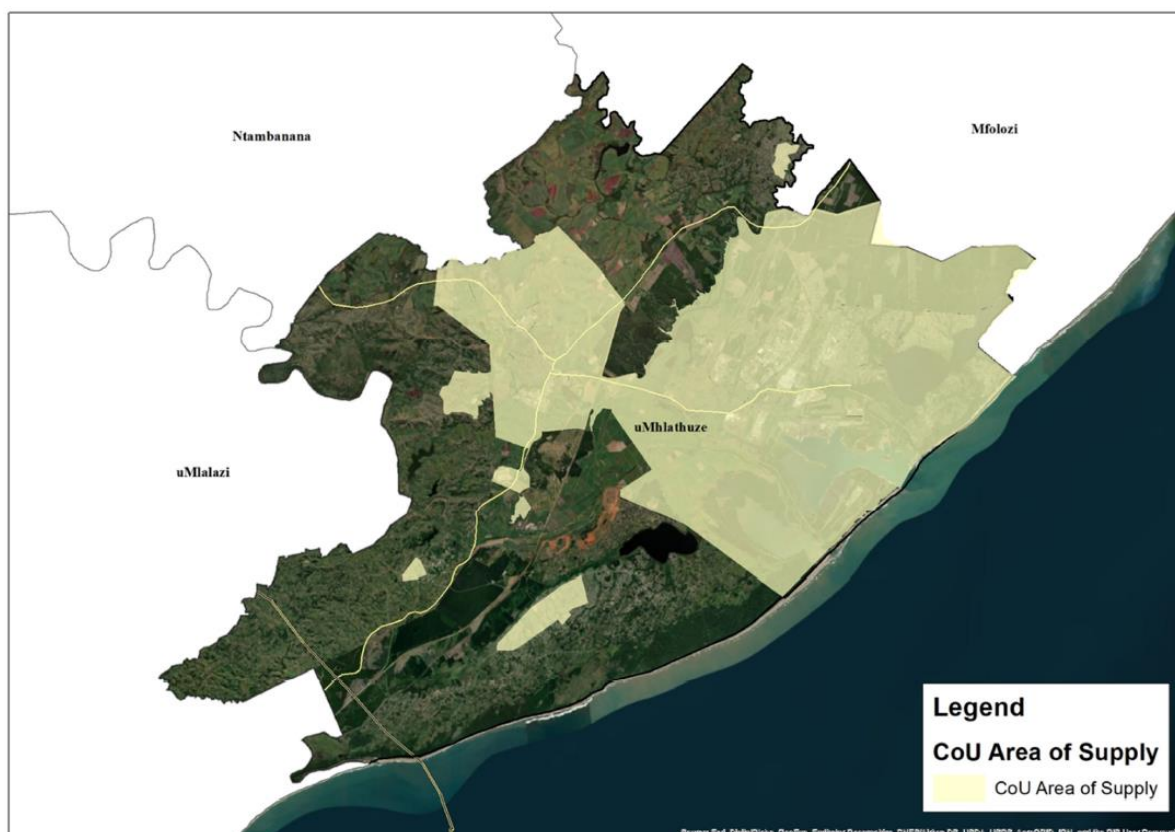 Ntambanana
Mfolozi
uMhlathuze
uMlalazi
Legend
CoU Area of Supply
CoU Area of Supply